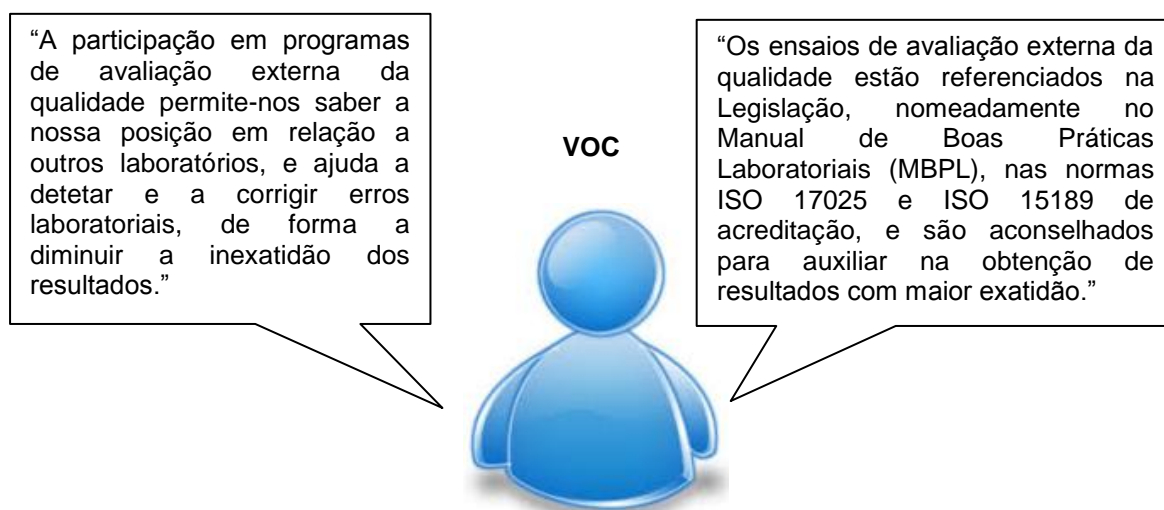 “A participação em programas
de avaliação externa da
qualidade permite-nos saber a
nossa posição em relação a
outros laboratórios, e ajuda a
detetar e a corrigir erros
laboratoriais, de forma a
diminuir a inexatidão dos
resultados.”
VOC
“Os ensaios de avaliação externa da
qualidade estão referenciados na
Legislação, nomeadamente no
Manual de Boas Práticas
Laboratoriais (MBPL), nas normas
ISO 17025 e ISO 15189 de
acreditação, e são aconselhados
para auxiliar na obtenção de
resultados com maior exatidão.”